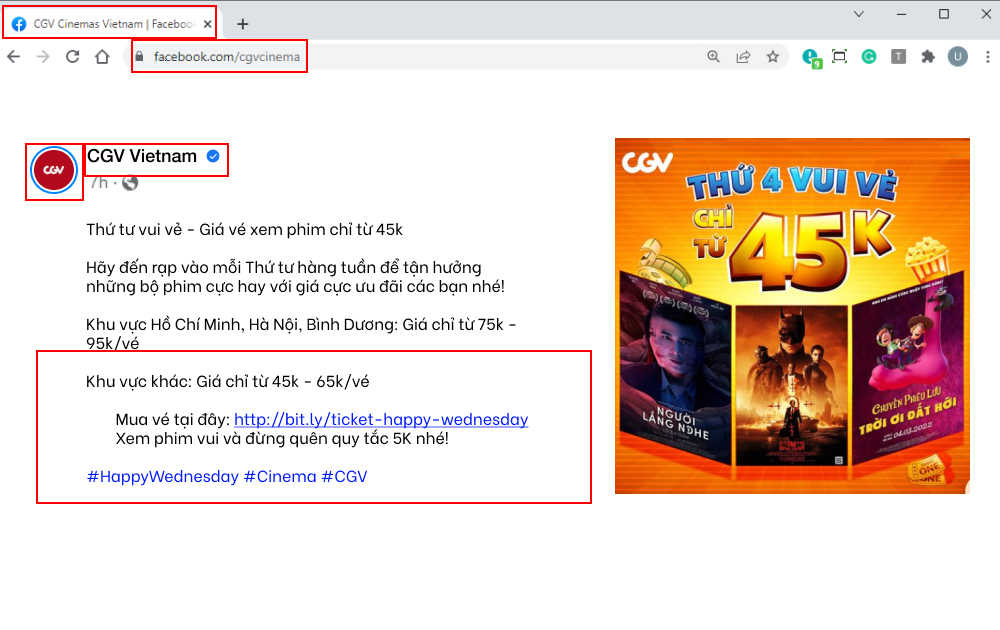 CGV Cinemas Vietnam | Facebook
facebook.com/cgvcinema
9
G
T
U
CGV
CGV Vietnam
7h ·
Thứ tư vui vẻ - Giá vé xem phim chỉ từ 45k
Hãy đến rạp vào mỗi Thứ tư hàng tuần để tận hưởng
những bộ phim cực hay với giá cực ưu đãi các bạn nhé!
Khu vực Hồ Chí Minh, Hà Nội, Bình Dương: Giá chỉ từ 75k -
95k/vé
Khu vực khác: Giá chỉ từ 45k - 65k/vé
Mua vé tại đây: http://bit.ly/ticket-happy-wednesday
Xem phim vui và đừng quên quy tắc 5K nhé!
#HappyWednesday #Cinema #CGV
CGV
THỨ 4 VUI VẺ
CHỈ
TỪ
45K
NGƯỜI
LẮNG NGHE
CHUYẾN PHIÊU LƯU
TRỜI ƠI ĐẤT HỠI
04.03.2022
ONE
ONE